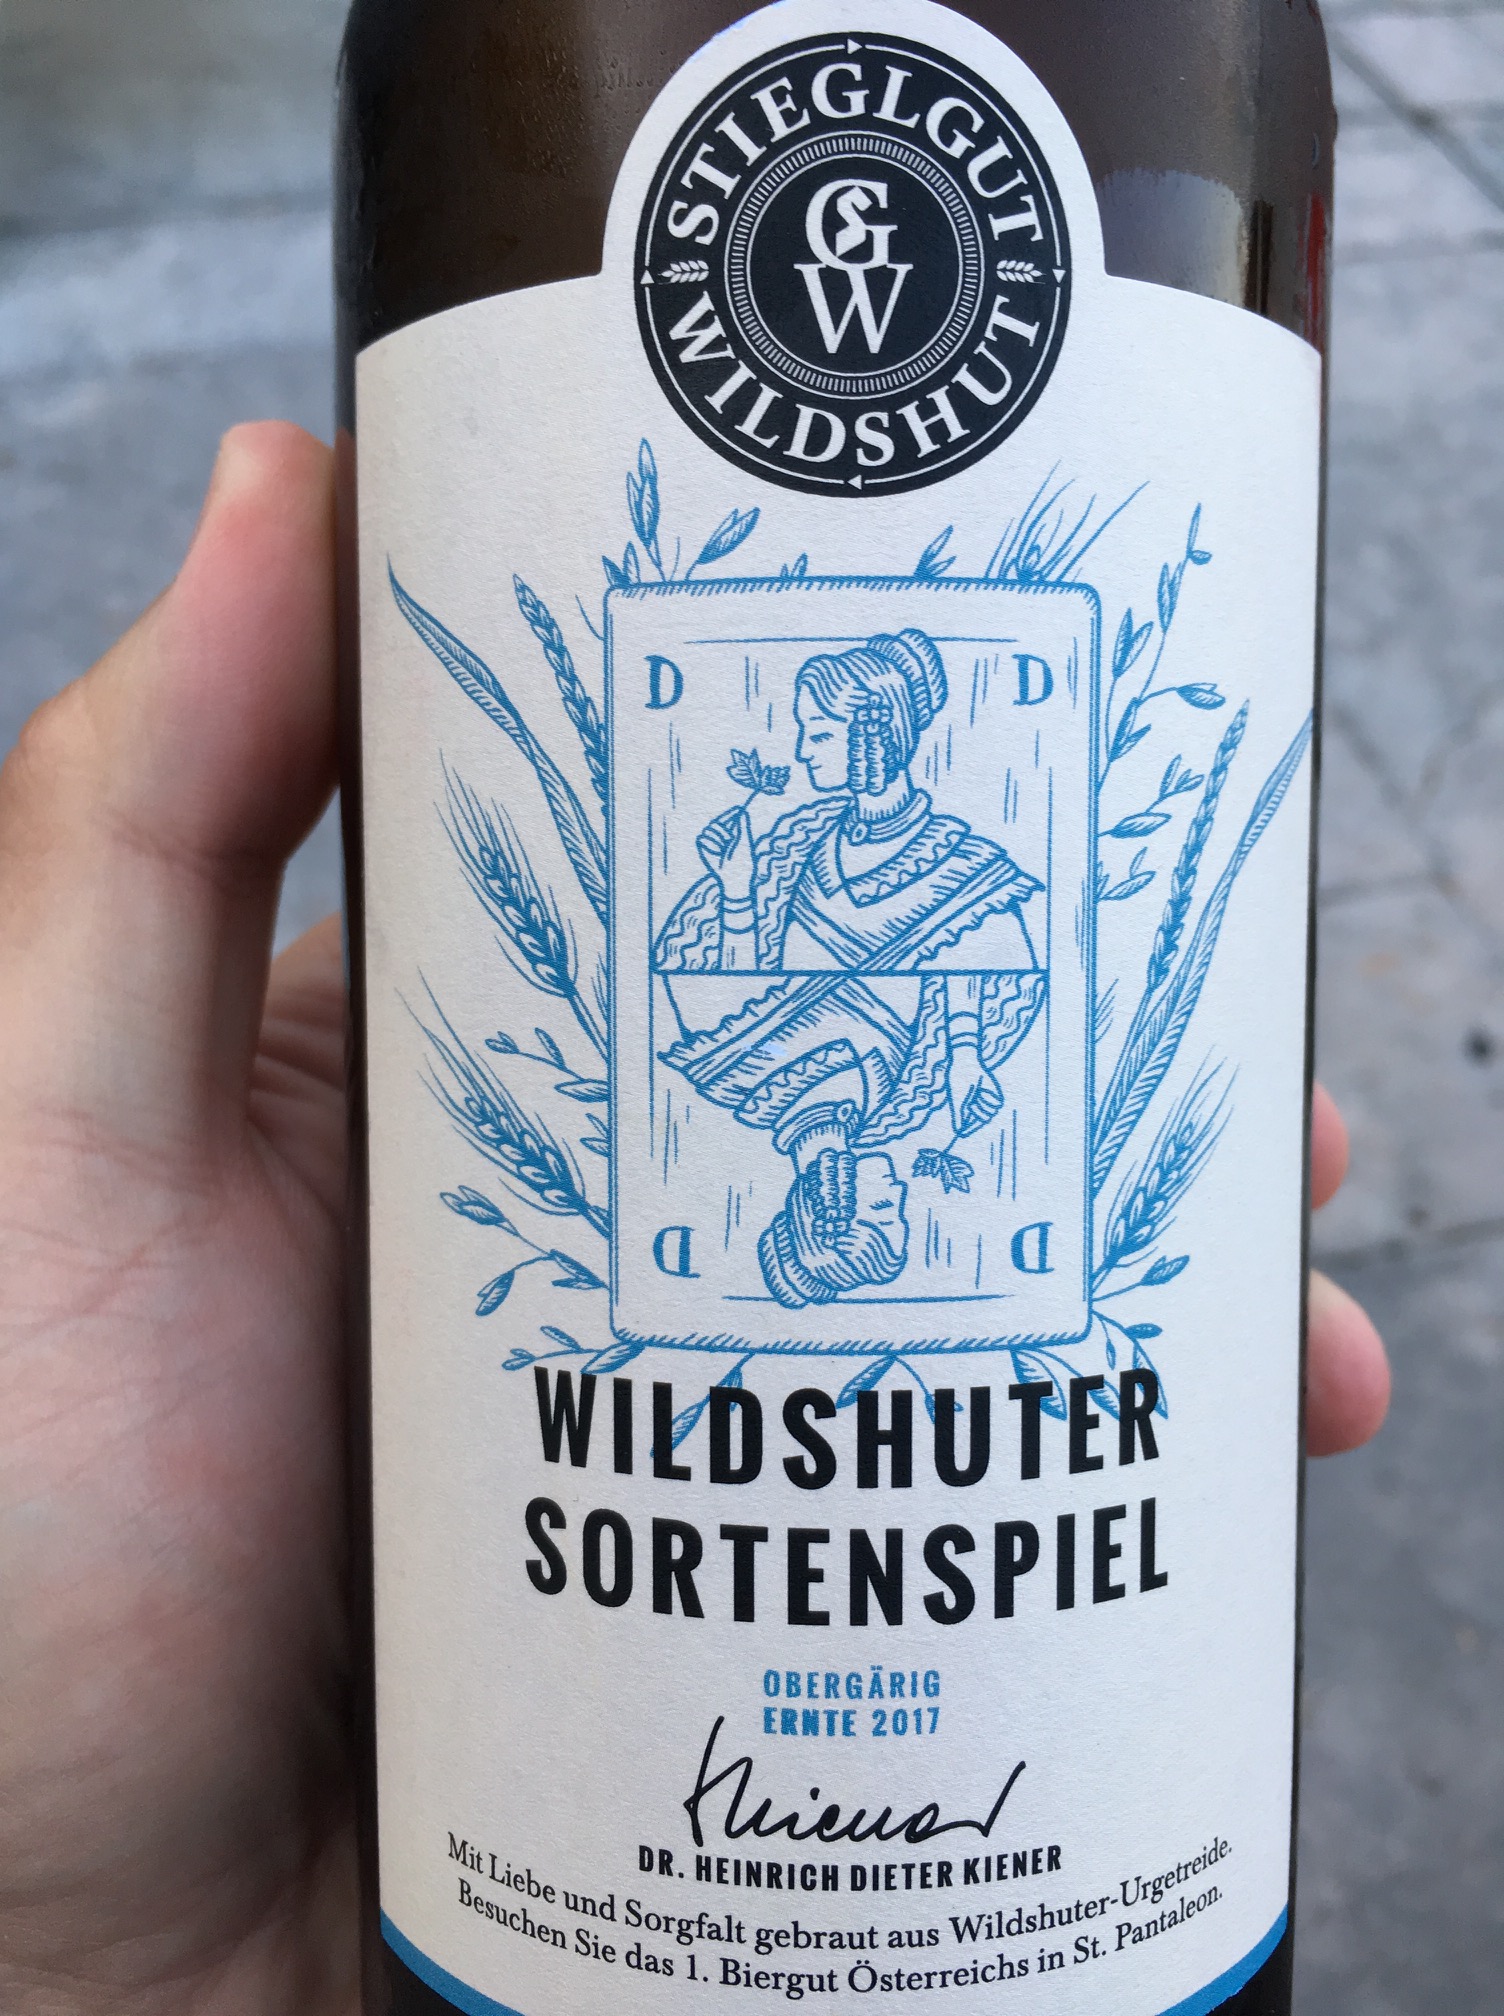 STIEGLGUT
GW
WILDSHUT
D D
D D
WILDSHUTER
SORTENSPIEL
OBERGÄRIG
ERNTE 2017
Kiener
DR. HEINRICH DIETER KIENER
Mit Liebe und Sorgfalt gebraut aus Wildshuter-Urgetreide.
Besuchen Sie das 1. Biergut Österreichs in St. Pantaleon.